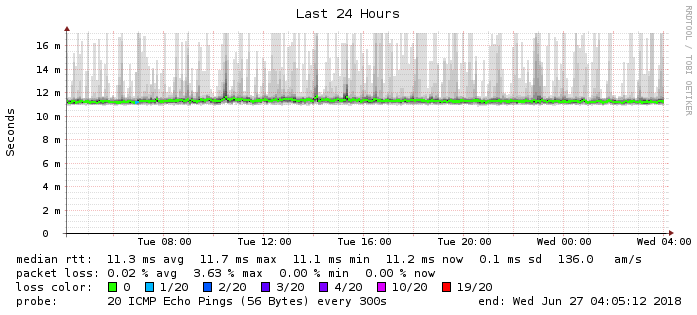 Last 24 Hours
RRDTOOL / TOBI OETIKER
Seconds
16 m
14 m
12 m
10 m
8 m
6 m
4 m
2 m
0
Tue 08:00 Tue 12:00 Tue 16:00 Tue 20:00 Wed 00:00 Wed 04:00
median rtt: 11.3 ms avg 11.7 ms max 11.1 ms min 11.2 ms now 0.1 ms sd 136.0 am/s
packet loss: 0.02 % avg 3.63 % max 0.00 % min 0.00 % now
loss color: 0 1/20 2/20 3/20 4/20 10/20 19/20
probe: 20 ICMP Echo Pings (56 Bytes) every 300s end: Wed Jun 27 04:05:12 2018